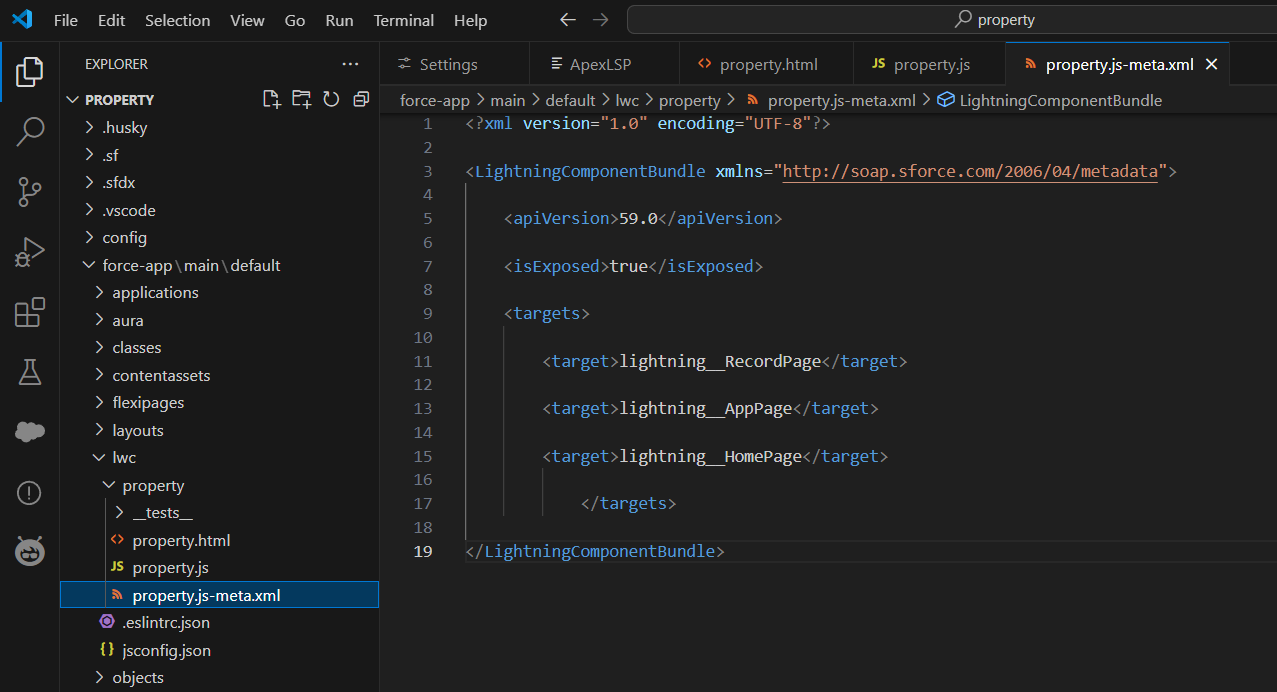 File Edit Selection View Go Run Terminal Help
property
EXPLORER
PROPERTY
.husky
.sf
.sfdx
.vscode
config
force-app\main\default
applications
aura
classes
contentassets
flexipages
layouts
lwc
property
__tests__
property.html
JS property.js
property.js-meta.xml
.eslintrc.json
{} jsconfig.json
objects
Settings
ApexLSP
property.html
JS property.js
property.js-meta.xml
force-app > main > default > lwc > property > property.js-meta.xml > LightningComponentBundle
1 <?xml version="1.0" encoding="UTF-8"?>
2
3 <LightningComponentBundle xmlns="http://soap.sforce.com/2006/04/metadata">
4
5 <apiVersion>59.0</apiVersion>
6
7 <isExposed>true</isExposed>
8
9 <targets>
10
11 <target>lightning__RecordPage</target>
12
13 <target>lightning__AppPage</target>
14
15 <target>lightning__HomePage</target>
16
17 </targets>
18
19 </LightningComponentBundle>